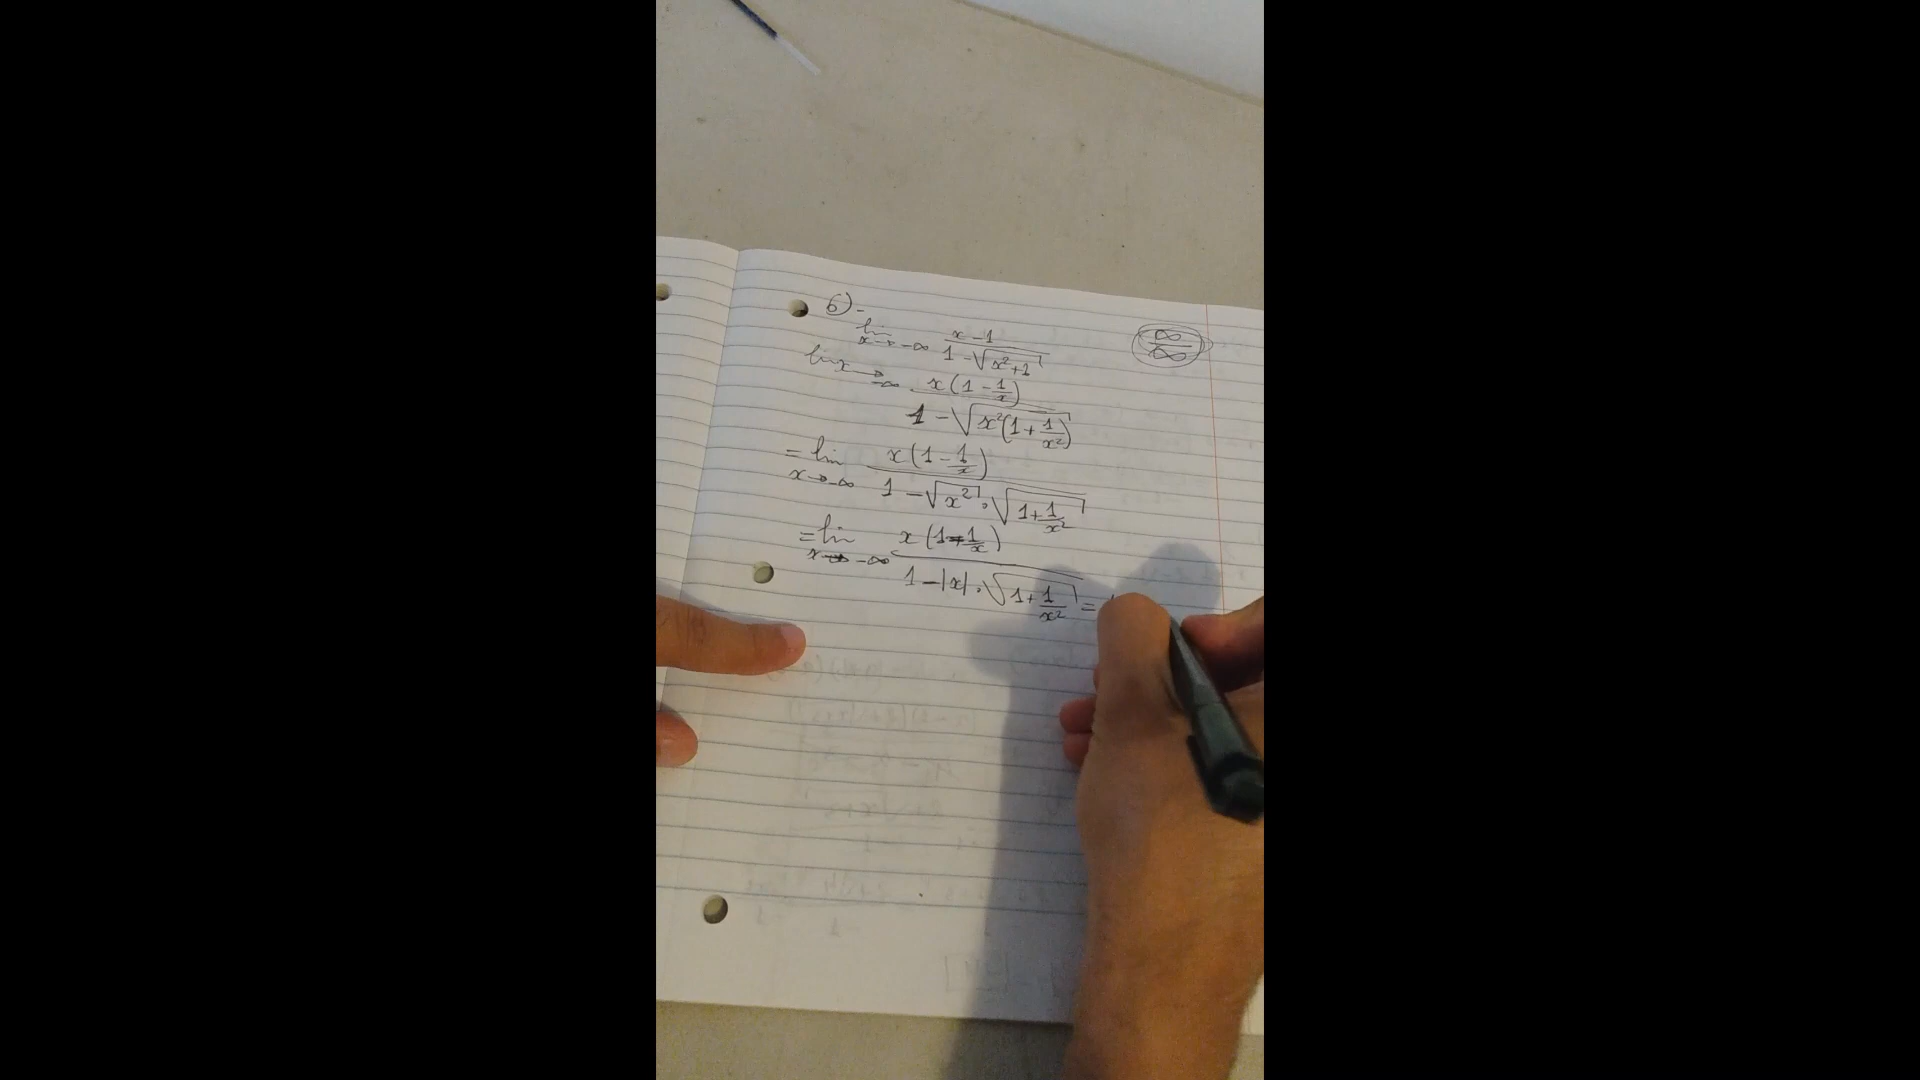 6)-
lim x→-∞ (x-1)/(1-√(x²+1)) ∞/∞
lim x→-∞ x(1-1/x)/(1-√(x²(1+1/x²)))
= lim x→-∞ x(1-1/x)/(1-√(x²)·√(1+1/x²))
= lim x→-∞ x(1-1/x)/(1-|x|·√(1+1/x²)) =